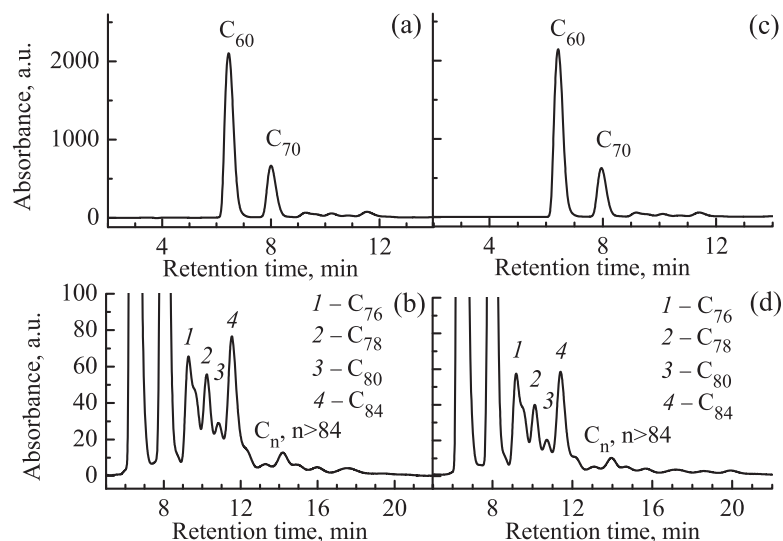 (a)
C60
C70
Absorbance, a.u.
2000
1000
0
4 8 12
Retention time, min
(c)
C60
C70
4 8 12
Retention time, min
(b)
1 – C76
2 – C78
3 – C80
4 – C84
1 2 3 4
Cn, n>84
Absorbance, a.u.
100
80
60
40
20
0
8 12 16 20
Retention time, min
(d)
1 – C76
2 – C78
3 – C80
4 – C84
1 2 3 4
Cn, n>84
8 12 16 20
Retention time, min